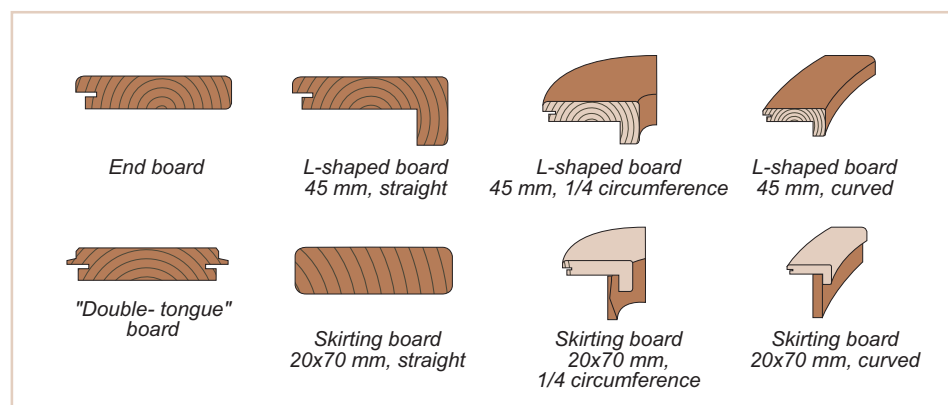 End board
L-shaped board
45 mm, straight
L-shaped board
45 mm, 1/4 circumference
L-shaped board
45 mm, curved
"Double- tongue"
board
Skirting board
20x70 mm, straight
Skirting board
20x70 mm,
1/4 circumference
Skirting board
20x70 mm, curved